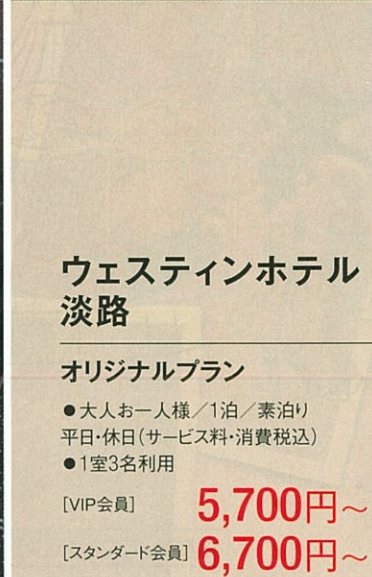 ウェスティンホテル
淡路
オリジナルプラン
●大人お一人様／1泊／素泊り
平日・休日(サービス料・消費税込)
●1室3名利用
[VIP会員] 5,700円～
[スタンダード会員] 6,700円～